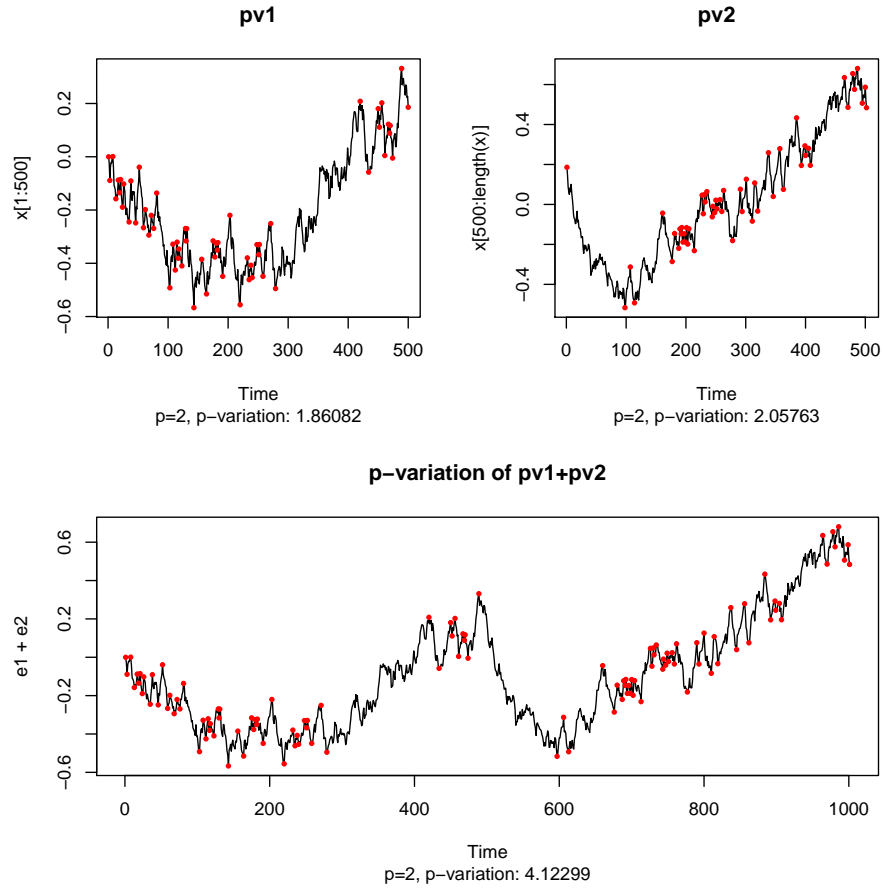 pv1
x[1:500]
0.2
0.0
−0.2
−0.4
−0.6
0 100 200 300 400 500
Time
p=2, p−variation: 1.86082
pv2
x[500:length(x)]
0.4
0.0
−0.4
0 100 200 300 400 500
Time
p=2, p−variation: 2.05763
p−variation of pv1+pv2
e1 + e2
0.6
0.2
−0.2
−0.6
0 200 400 600 800 1000
Time
p=2, p−variation: 4.12299